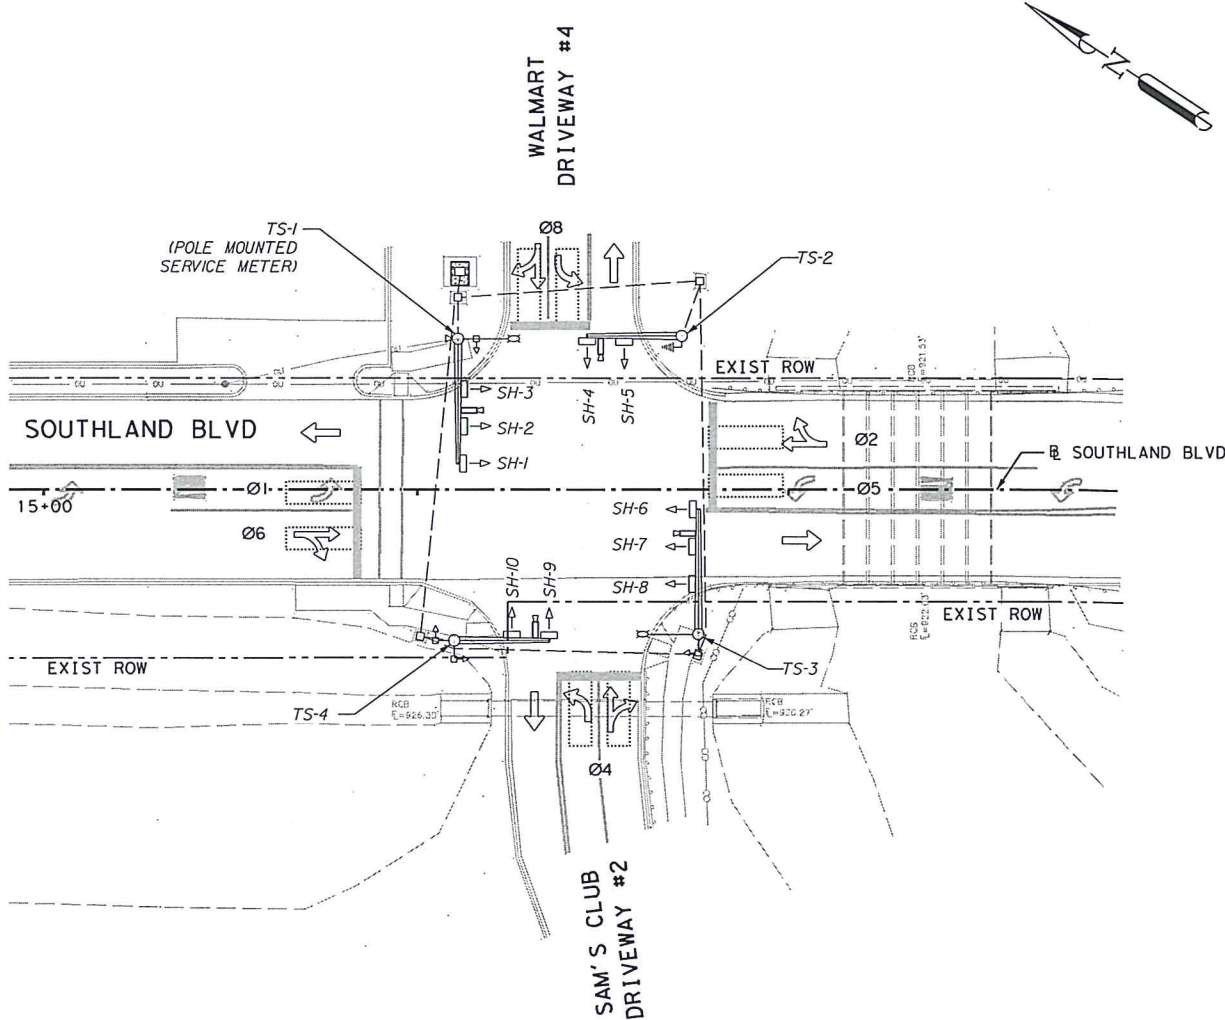 WALMART
DRIVEWAY #4
N
TS-1
(POLE MOUNTED
SERVICE METER)
Ø8
TS-2
EXIST ROW
SH-3
SH-4
SH-5
SOUTHLAND BLVD
SH-2
SH-1
Ø2
SOUTHLAND BLVD
15+00
Ø1
Ø5
SH-6
Ø6
SH-7
SH-10
SH-9
SH-8
EXIST ROW
EXIST ROW
TS-3
TS-4
RCB
RCB
Ø4
SAM'S CLUB
DRIVEWAY #2